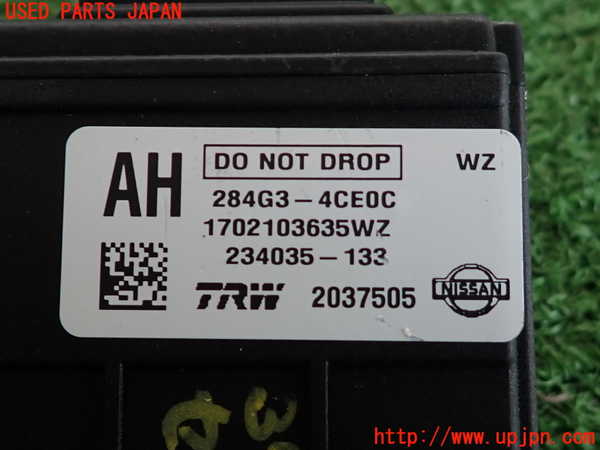 USED PARTS JAPAN
AH
DO NOT DROP
WZ
284G3-4CE0C
1702103635WZ
234035-133
TRW
2037505
NISSAN
http://www.upjpn.com/